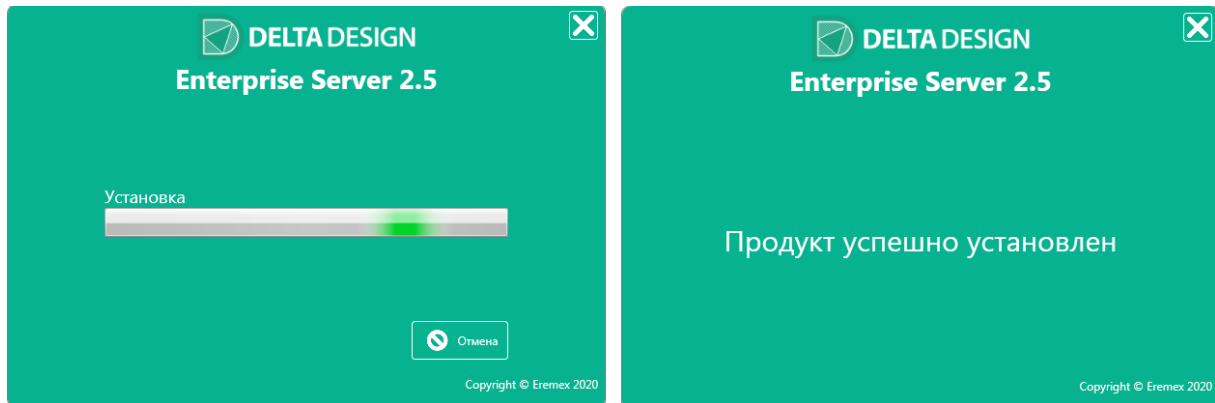 DELTA DESIGN
Enterprise Server 2.5
Установка
Отмена
Copyright © Eremex 2020
DELTA DESIGN
Enterprise Server 2.5
Продукт успешно установлен
Copyright © Eremex 2020